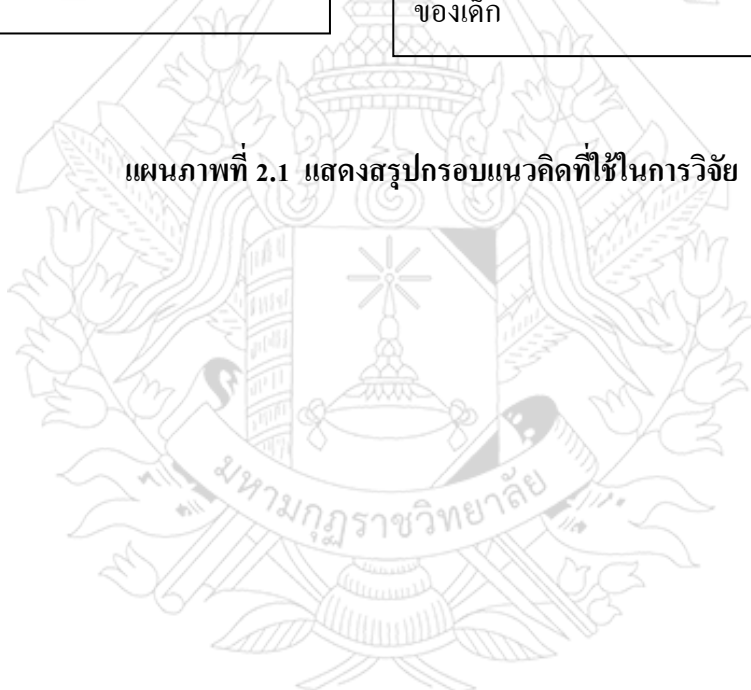 ของเด็ก
แผนภาพที่ 2.1 แสดงสรุปกรอบแนวคิดที่ใช้ในการวิจัย
มหามกุฏราชวิทยาลัย